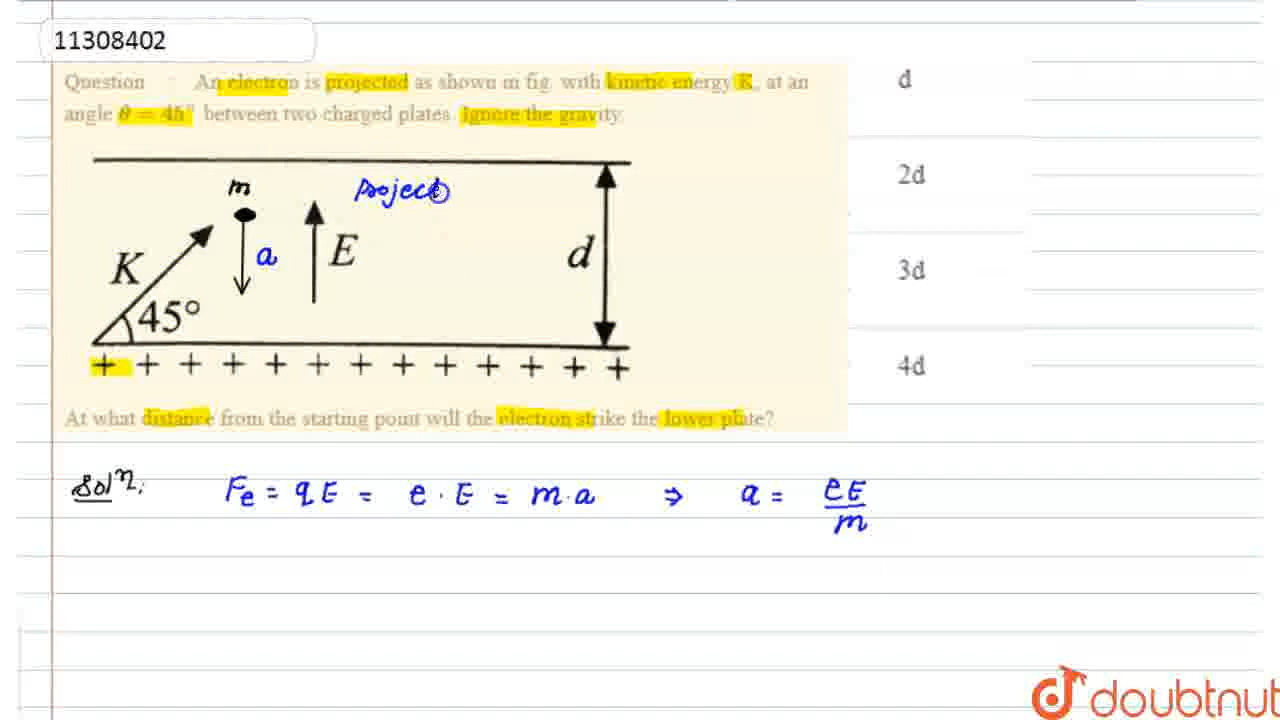 11308402
Question : An electron is projected as shown in fig. with kinetic energy K, at an
angle θ = 45° between two charged plates. Ignore the gravity.
d
2d
3d
4d
m
project
a
E
K
45°
d
+ + + + + + + + + + + + +
At what distance from the starting point will the electron strike the lower plate?
Solⁿ: Fe = qE = e · E = m · a ⇒ a = eE/m
doubtnut